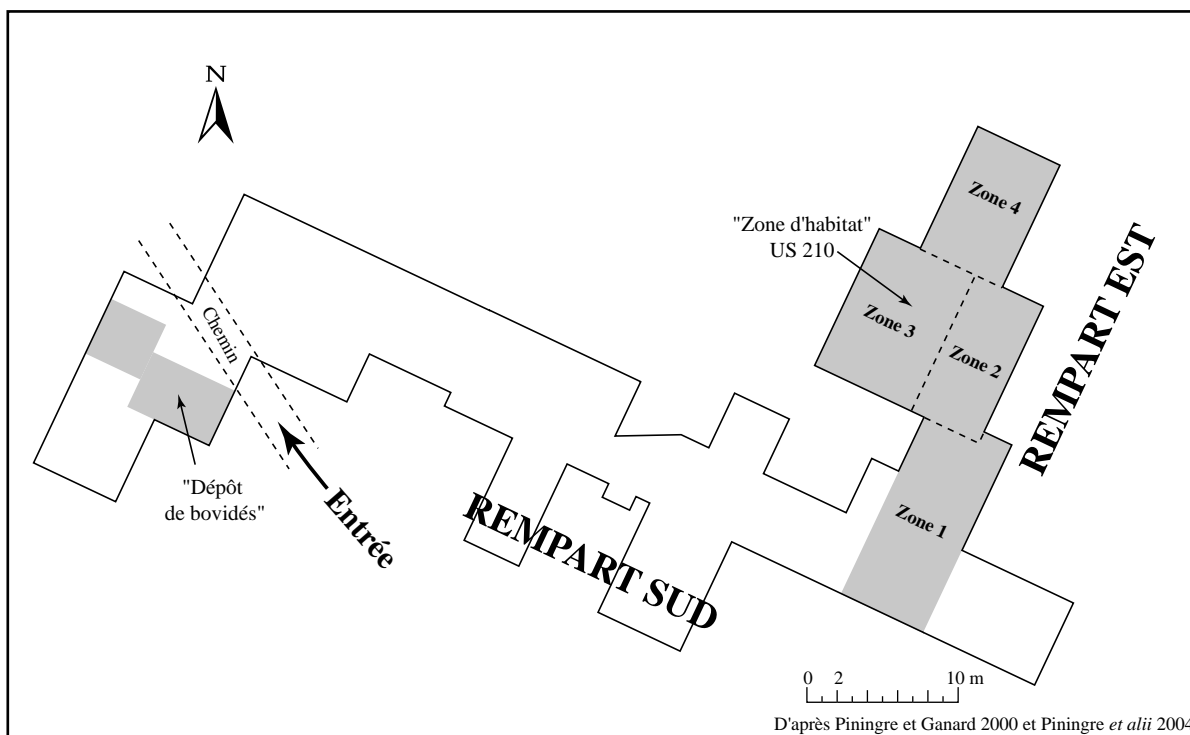 N
Zone 4
"Zone d'habitat"
US 210
REMPART EST
Zone 3
Zone 2
Chemin
Zone 1
"Dépôt
de bovidés"
Entrée
REMPART SUD
0 2 10 m
D'après Piningre et Ganard 2000 et Piningre et alii 2004